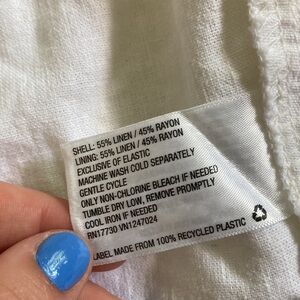 SHELL: 55% LINEN / 45% RAYON
LINING: 55% LINEN / 45% RAYON
EXCLUSIVE OF ELASTIC
MACHINE WASH COLD SEPARATELY
GENTLE CYCLE
ONLY NON-CHLORINE BLEACH IF NEEDED
TUMBLE DRY LOW, REMOVE PROMPTLY
COOL IRON IF NEEDED
RN17730 VN1247024
LABEL MADE FROM 100% RECYCLED PLASTIC